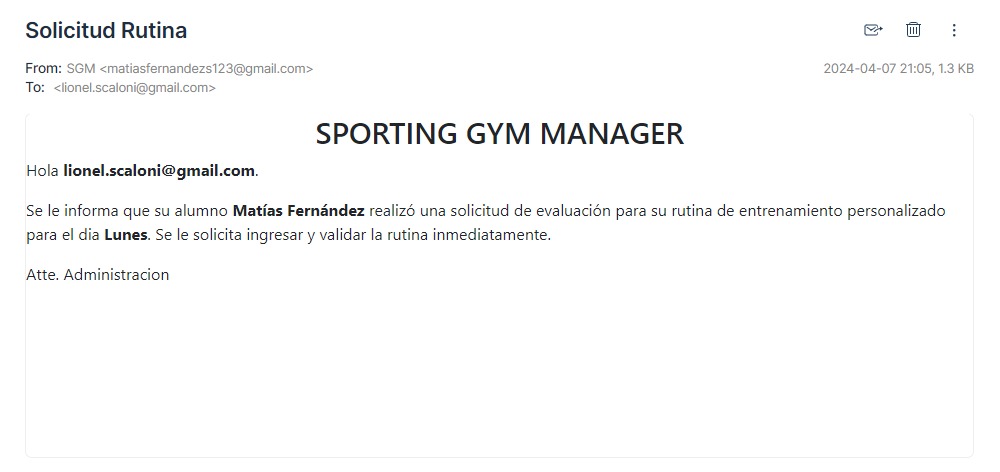 Solicitud Rutina
From: SGM <matiasfernandezs123@gmail.com>
2024-04-07 21:05, 1.3 KB
To: <lionel.scaloni@gmail.com>
SPORTING GYM MANAGER
Hola lionel.scaloni@gmail.com.
Se le informa que su alumno Matías Fernández realizó una solicitud de evaluación para su rutina de entrenamiento personalizado
para el dia Lunes. Se le solicita ingresar y validar la rutina inmediatamente.
Atte. Administracion